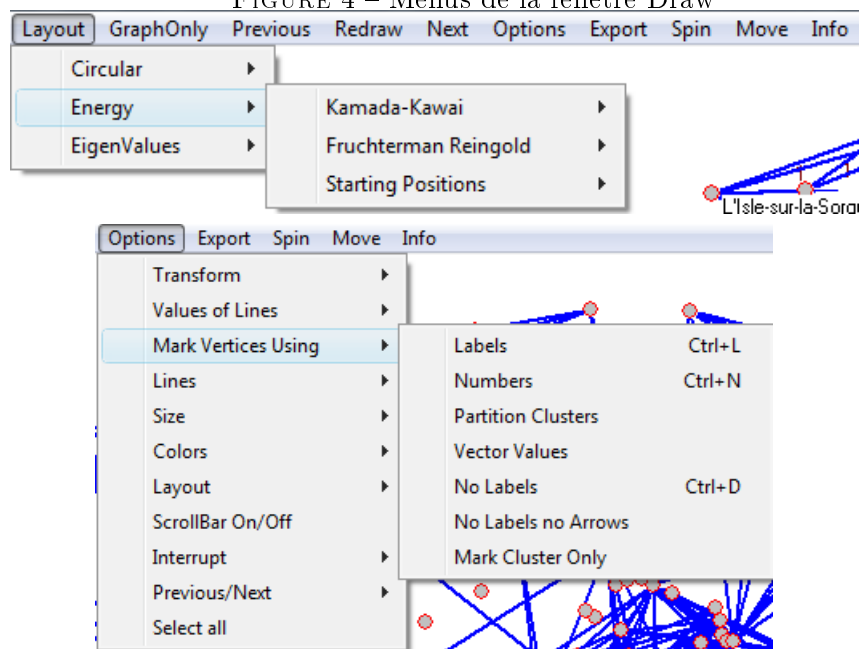 FIGURE 4 – Menus de la fenêtre Draw
Layout GraphOnly Previous Redraw Next Options Export Spin Move Info
Circular
Energy
EigenValues
Kamada-Kawai
Fruchterman Reingold
Starting Positions
L'Isle-sur-la-Sorgu
Options Export Spin Move Info
Transform
Values of Lines
Mark Vertices Using
Lines
Size
Colors
Layout
ScrollBar On/Off
Interrupt
Previous/Next
Select all
Labels Ctrl+L
Numbers Ctrl+N
Partition Clusters
Vector Values
No Labels Ctrl+D
No Labels no Arrows
Mark Cluster Only